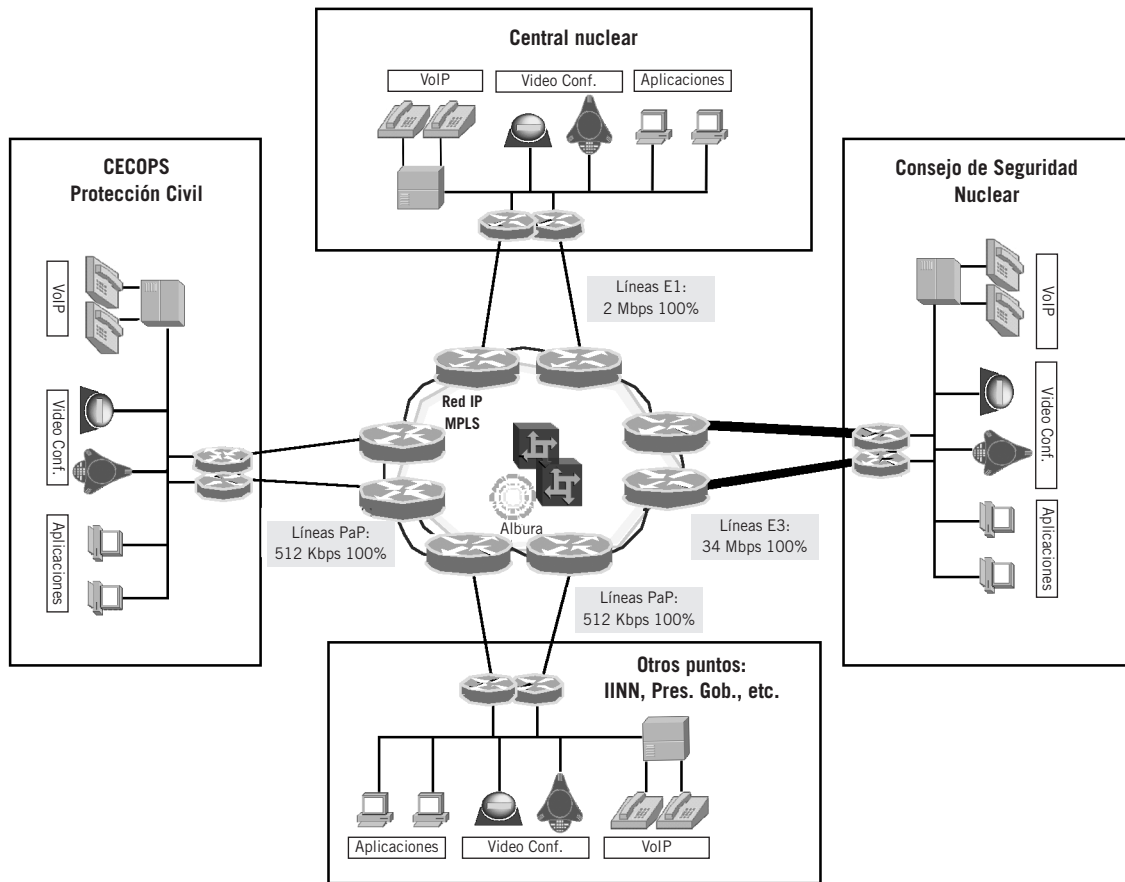 Central nuclear
VoIP
Video Conf.
Aplicaciones
CECOPS
Protección Civil
VoIP
Video Conf.
Aplicaciones
Consejo de Seguridad
Nuclear
VoIP
Video Conf.
Aplicaciones
Líneas E1:
2 Mbps 100%
Red IP
MPLS
Albura
Líneas PaP:
512 Kbps 100%
Líneas E3:
34 Mbps 100%
Líneas PaP:
512 Kbps 100%
Otros puntos:
IINN, Pres. Gob., etc.
Aplicaciones
Video Conf.
VoIP